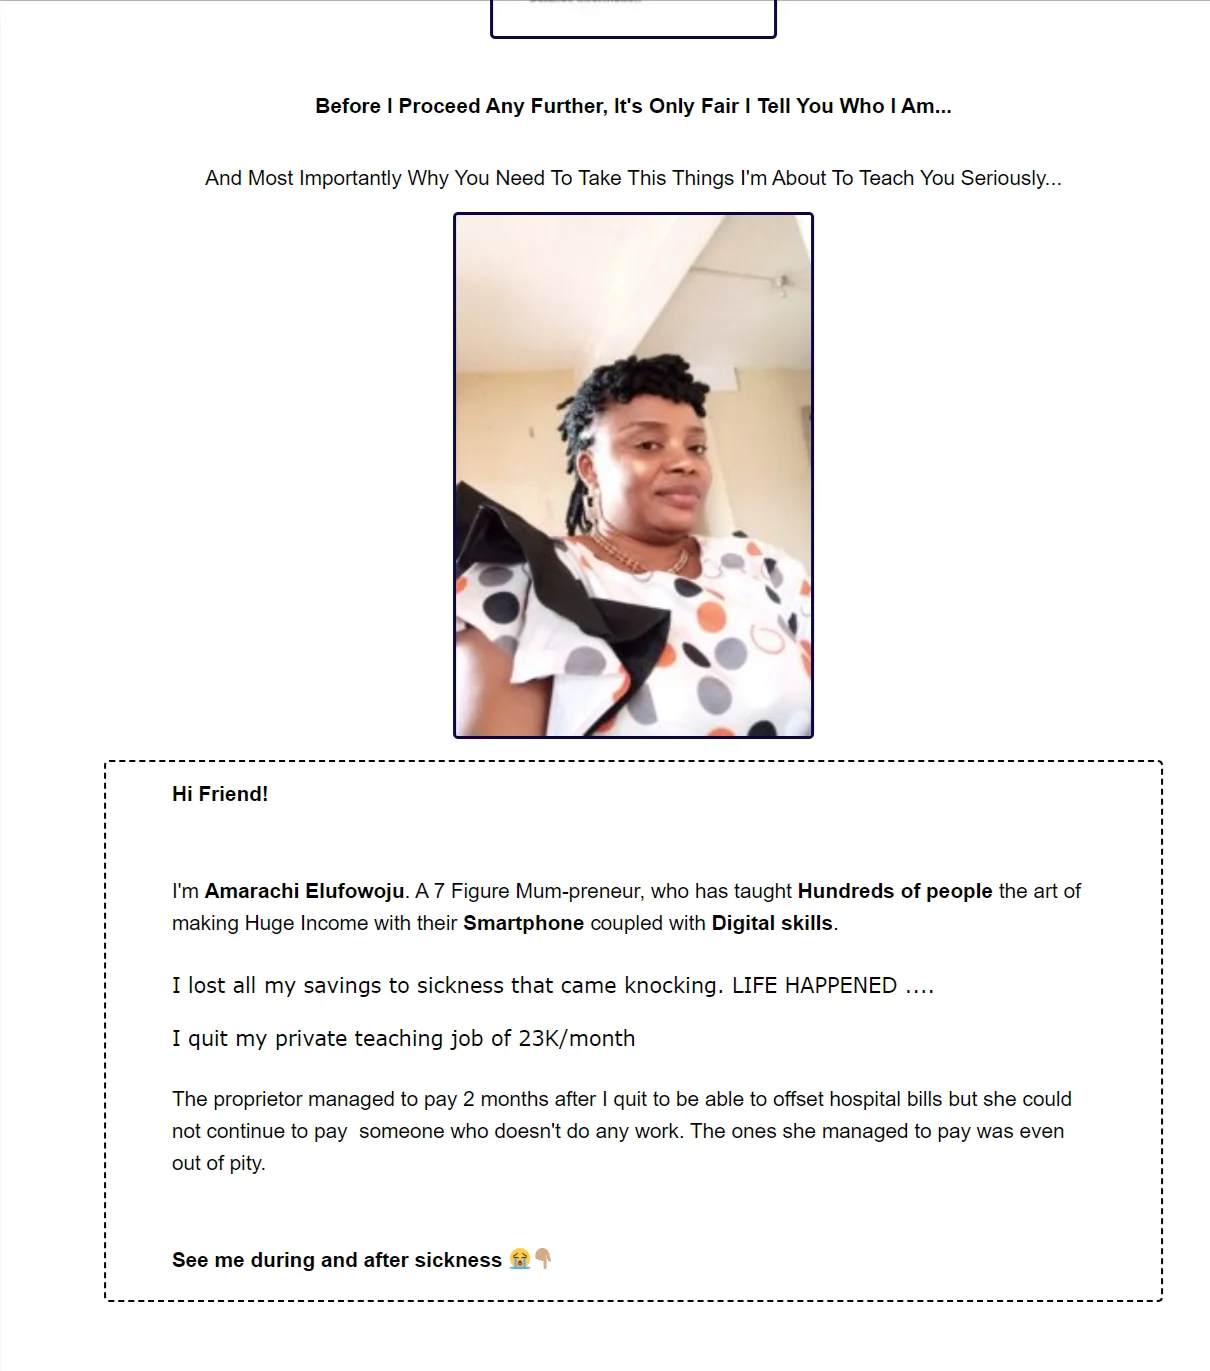 Before I Proceed Any Further, It's Only Fair I Tell You Who I Am...
And Most Importantly Why You Need To Take This Things I'm About To Teach You Seriously...
Hi Friend!
I'm Amarachi Elufowoju. A 7 Figure Mum-preneur, who has taught Hundreds of people the art of
making Huge Income with their Smartphone coupled with Digital skills.
I lost all my savings to sickness that came knocking. LIFE HAPPENED ....
I quit my private teaching job of 23K/month
The proprietor managed to pay 2 months after I quit to be able to offset hospital bills but she could
not continue to pay  someone who doesn't do any work. The ones she managed to pay was even
out of pity.
See me during and after sickness 😭👇🏽